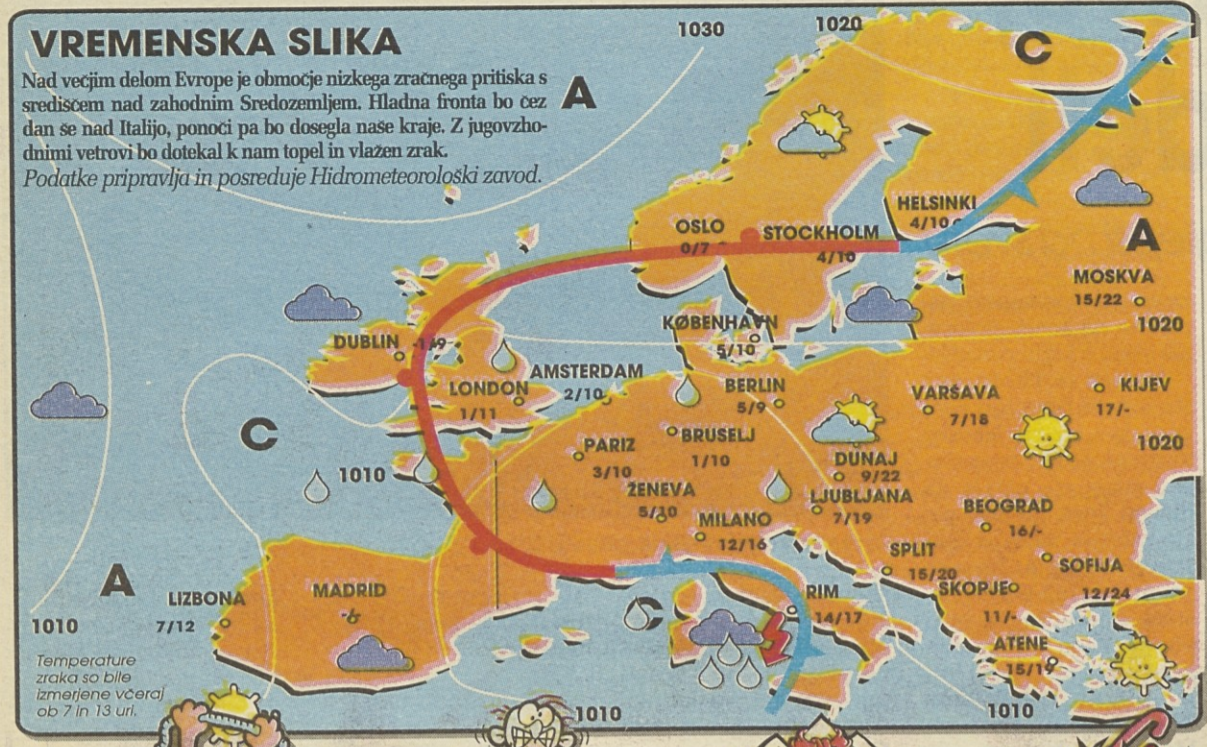 VREMENSKA SLIKA
Nad večjim delom Evrope je območje nizkega zračnega pritiska s
središčem nad zahodnim Sredozemljem. Hladna fronta bo čez
dan še nad Italijo, ponoči pa bo dosegla naše kraje. Z jugovzho-
dnimi vetrovi bo dotekal k nam topel in vlažen zrak.
Podatke pripravlja in posreduje Hidrometeorološki zavod.
1030
1020
C
A
HELSINKI
4/10
OSLO
0/7
STOCKHOLM
4/10
A
MOSKVA
15/22
1020
KØBENHAVN
5/10
DUBLIN
-1/9
AMSTERDAM
2/10
LONDON
1/11
BERLIN
5/9
VARŠAVA
7/18
KIJEV
17/-
C
1020
PARIZ
3/10
BRUSELJ
1/10
DUNAJ
9/22
1010
ŽENEVA
5/10
LJUBLJANA
7/19
MILANO
12/16
BEOGRAD
16/-
SPLIT
15/20
SOFIJA
12/24
A
LIZBONA
7/12
MADRID
-/-
C
RIM
14/17
SKOPJE
11/-
1010
ATENE
15/19
Temperature
zraka so bile
izmerjene včeraj
ob 7 in 13 uri.
1010
1010